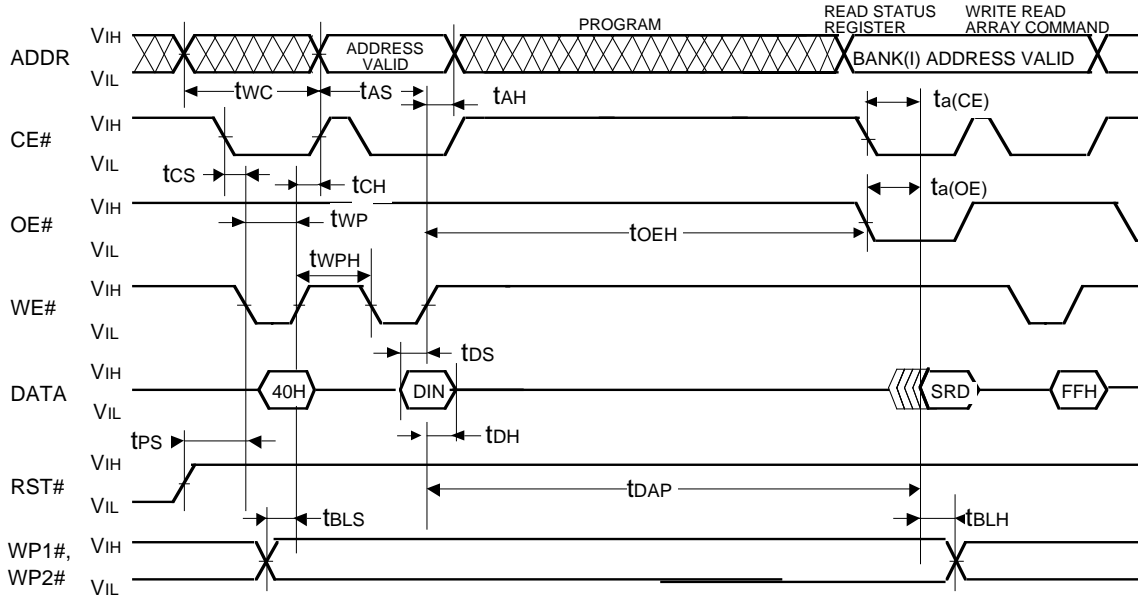 READ STATUS REGISTER
WRITE READ ARRAY COMMAND
PROGRAM
ADDR
VIH
VIL
ADDRESS VALID
BANK(I) ADDRESS VALID
tWC
tAS
tAH
ta(CE)
CE#
VIH
VIL
tCS
tCH
ta(OE)
OE#
VIH
VIL
tWP
tOEH
tWPH
WE#
VIH
VIL
tDS
DATA
VIH
VIL
40H
DIN
SRD
FFH
tDH
tPS
RST#
VIH
VIL
tDAP
tBLS
tBLH
WP1#,
WP2#
VIH
VIL